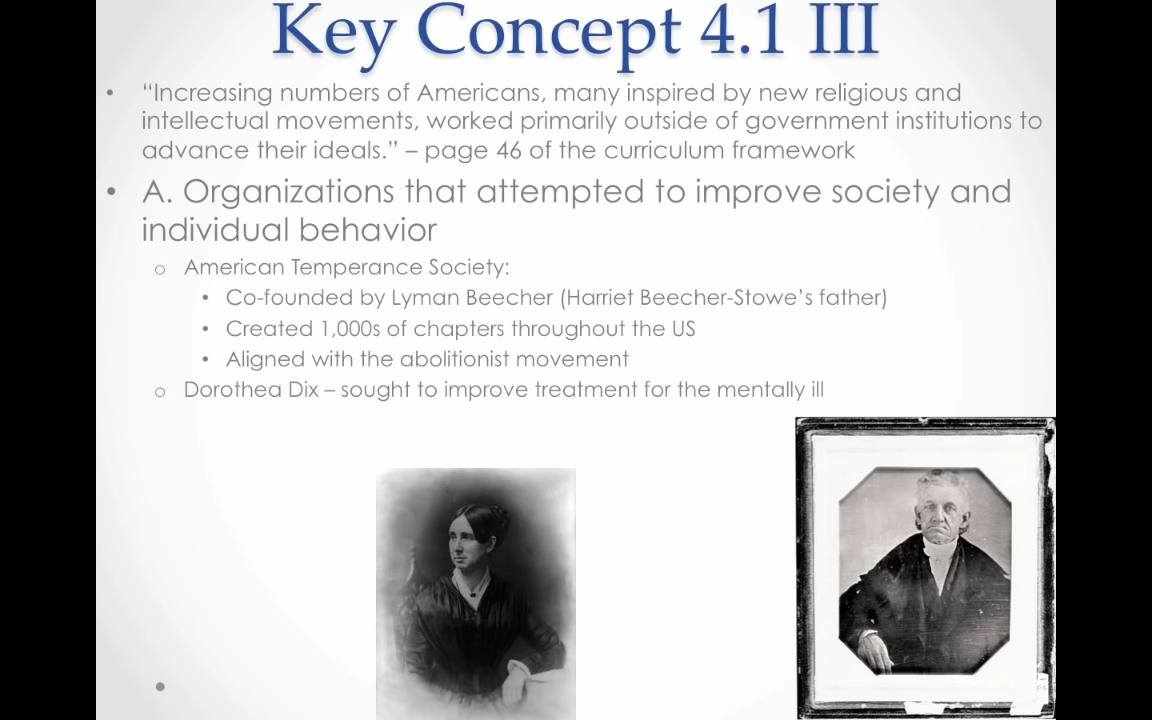 Key Concept 4.1 III
• “Increasing numbers of Americans, many inspired by new religious and
intellectual movements, worked primarily outside of government institutions to
advance their ideals.” – page 46 of the curriculum framework
• A. Organizations that attempted to improve society and
individual behavior
o American Temperance Society:
• Co-founded by Lyman Beecher (Harriet Beecher-Stowe’s father)
• Created 1,000s of chapters throughout the US
• Aligned with the abolitionist movement
o Dorothea Dix – sought to improve treatment for the mentally ill
•